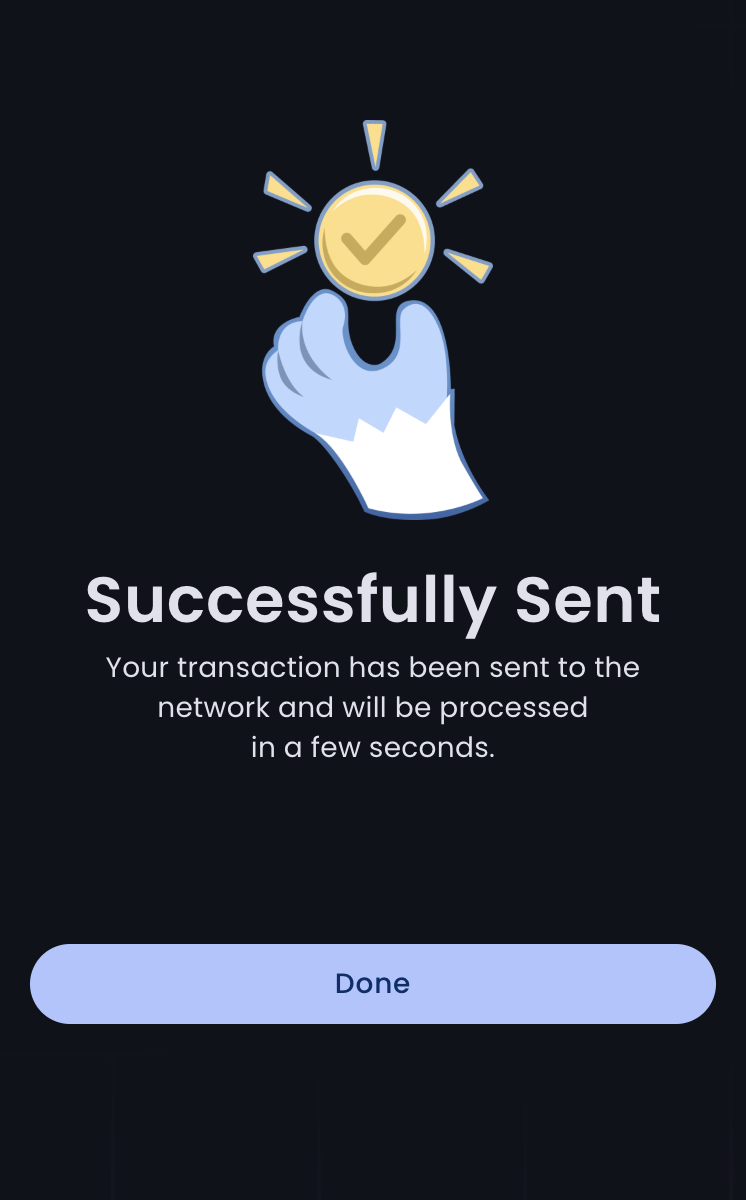 Successfully Sent
Your transaction has been sent to the
network and will be processed
in a few seconds.
Done